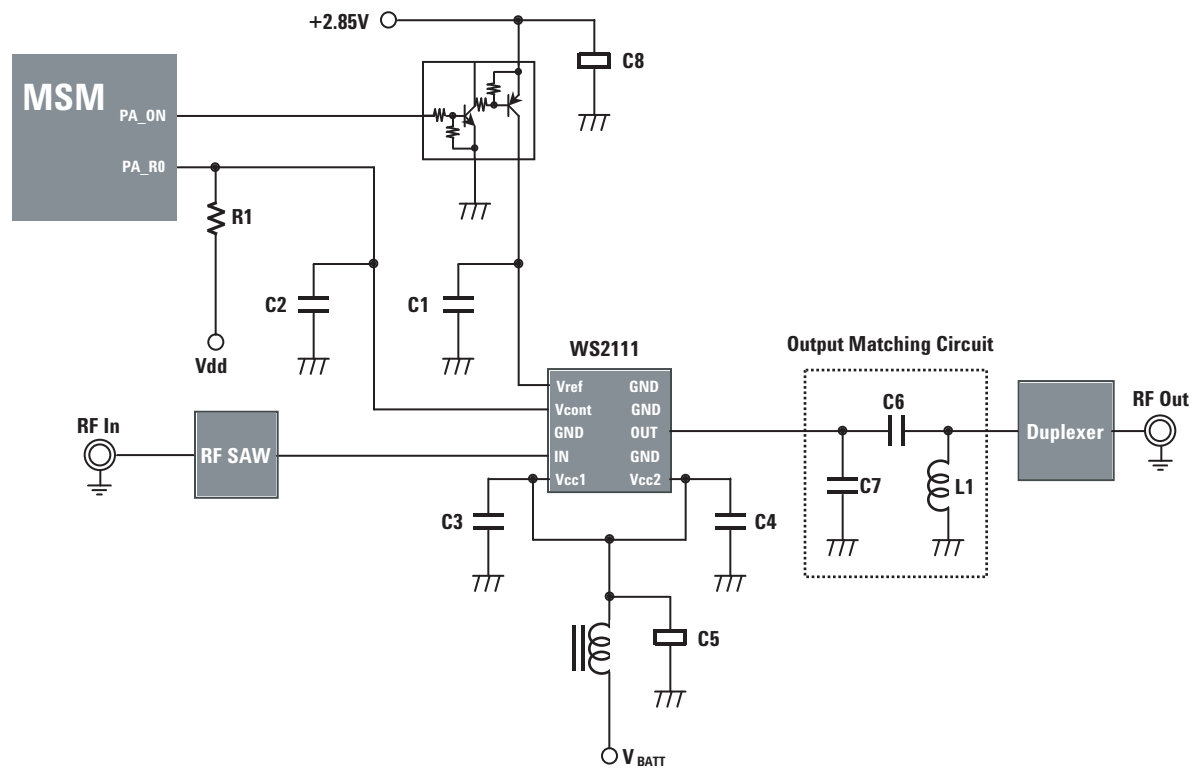 +2.85V
C8
MSM
PA_ON
PA_R0
R1
C2
C1
Vdd
WS2111
Output Matching Circuit
Vref GND
Vcont GND
GND OUT
IN GND
Vcc1 Vcc2
RF In
RF SAW
C6
C7
L1
Duplexer
RF Out
C3
C4
C5
VBATT